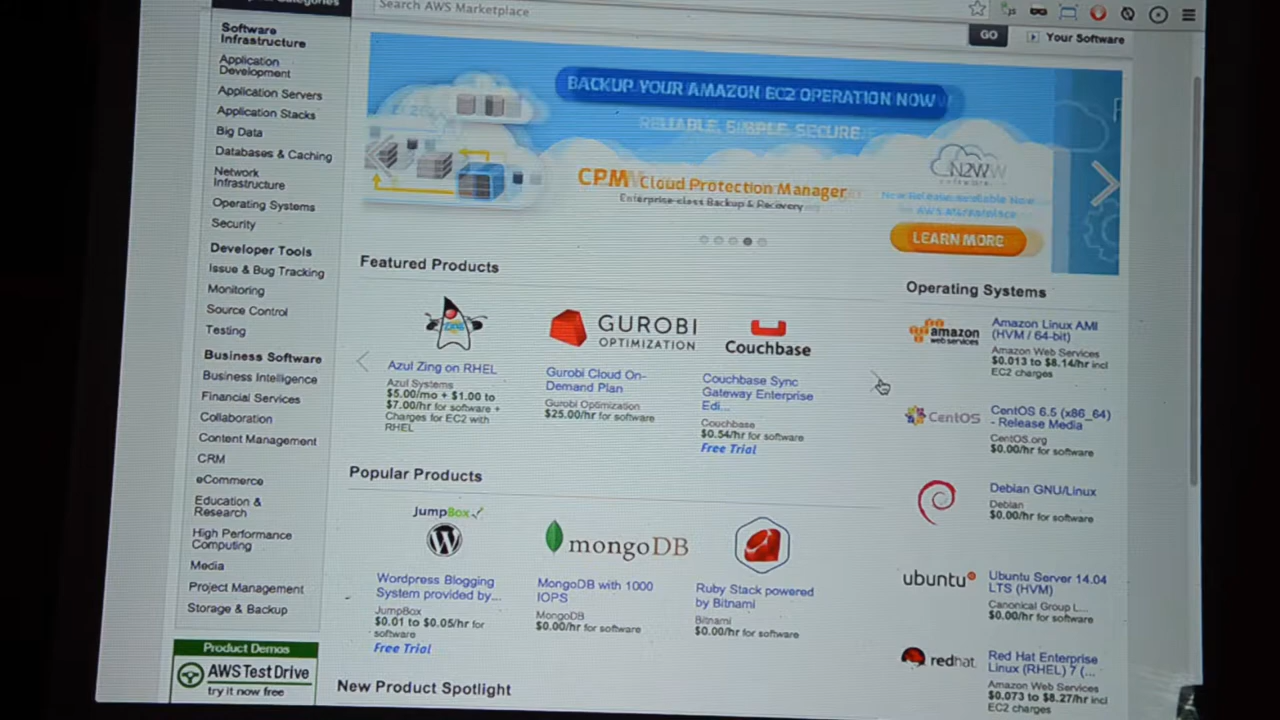 Search AWS Marketplace
GO
Your Software
Software
Infrastructure
Application
Development
Application Servers
Application Stacks
Big Data
Databases & Caching
Network
Infrastructure
Operating Systems
Security
Developer Tools
Issue & Bug Tracking
Monitoring
Source Control
Testing
Business Software
Business Intelligence
Financial Services
Collaboration
Content Management
CRM
eCommerce
Education &
Research
High Performance
Computing
Media
Project Management
Storage & Backup
Product Demos
AWS Test Drive
try it now free
BACKUP YOUR AMAZON EC2 OPERATION NOW
RELIABLE, SIMPLE, SECURE
CPM Cloud Protection Manager
Enterprise-class Backup & Recovery
N2W
New Release available Now
on AWS Marketplace
LEARN MORE
Featured Products
Azul Zing on RHEL
Azul Systems
$5.00/mo + $1.00 to
$7.00/hr for software +
Charges for EC2 with
RHEL
GUROBI
OPTIMIZATION
Gurobi Cloud On-
Demand Plan
Gurobi Optimization
$25.00/hr for software
Couchbase
Couchbase Sync
Gateway Enterprise
Edi...
Couchbase
$0.54/hr for software
Free Trial
Popular Products
JumpBox
Wordpress Blogging
System provided by...
JumpBox
$0.01 to $0.05/hr for
software
Free Trial
mongoDB
MongoDB with 1000
IOPS
MongoDB
$0.00/hr for software
Ruby Stack powered
by Bitnami
Bitnami
$0.00/hr for software
New Product Spotlight
Operating Systems
amazon
web services
Amazon Linux AMI
(HVM / 64-bit)
Amazon Web Services
$0.013 to $8.14/hr incl
EC2 charges
CentOS
CentOS 6.5 (x86_64)
- Release Media
CentOS.org
$0.00/hr for software
Debian GNU/Linux
Debian
$0.00/hr for software
ubuntu
Ubuntu Server 14.04
LTS (HVM)
Canonical Group L...
$0.00/hr for software
redhat
Red Hat Enterprise
Linux (RHEL) 7 (...
Amazon Web Services
$0.073 to $8.27/hr incl
EC2 charges